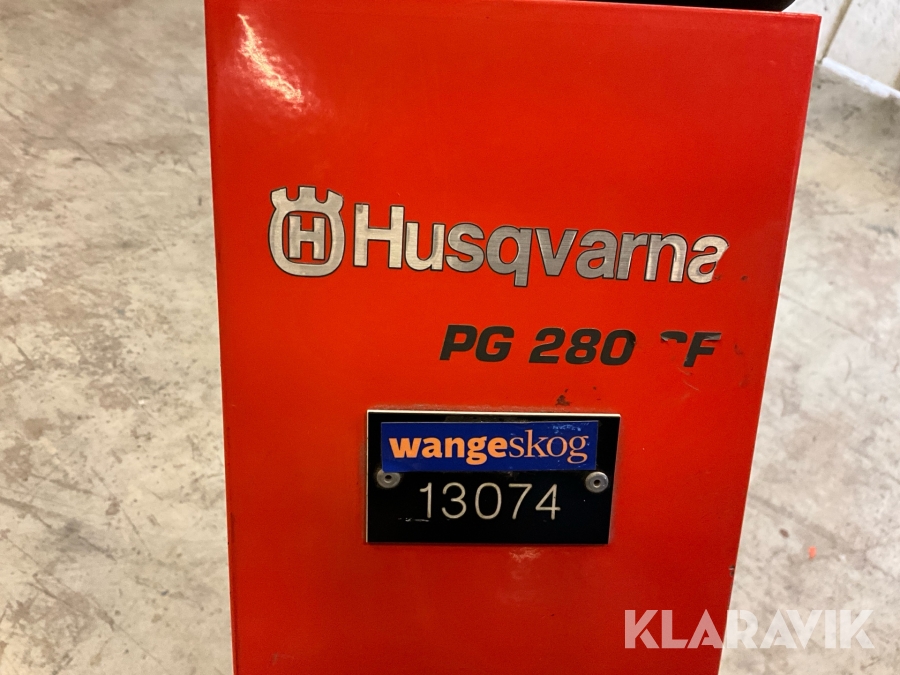 H Husqvarna
PG 280
wangeskog
13074
KLARAVIK